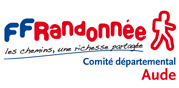 FFRandonnée
les chemins, une richesse partagée
Comité départemental
Aude